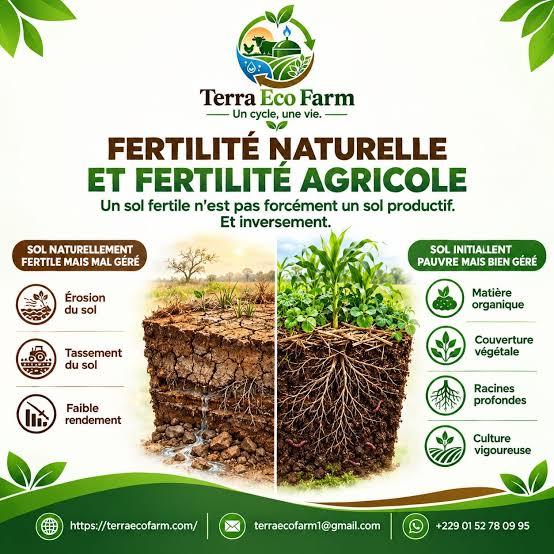 Terra Eco Farm
Un cycle, une vie.
FERTILITÉ NATURELLE
ET FERTILITÉ AGRICOLE
Un sol fertile n'est pas forcément un sol productif.
Et inversement.
SOL NATURELLEMENT
FERTILE MAIS MAL GÉRÉ
Érosion
du sol
Tassement
du sol
Faible
rendement
SOL INITIALLENT
PAUVRE MAIS BIEN GÉRÉ
Matière
organique
Couverture
végétale
Racines
profondes
Culture
vigoureuse
https://terraecofarm.com/
terraecofarm1@gmail.com
+229 01 52 78 09 95